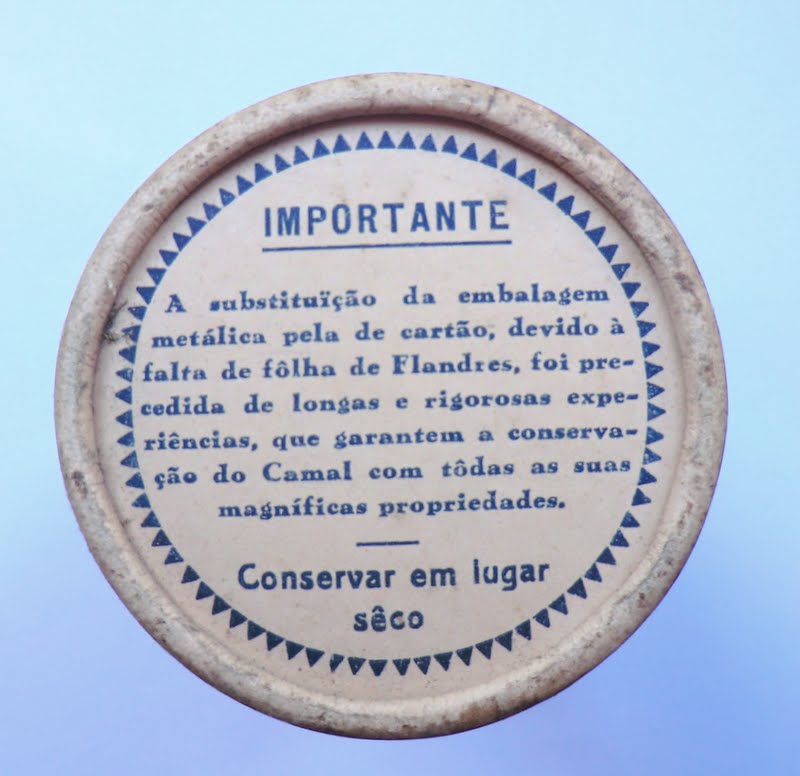 IMPORTANTE
A substituïção da embalagem
metálica pela de cartão, devido à
falta de fôlha de Flandres, foi pre-
cedida de longas e rigorosas expe-
riências, que garantem a conserva-
ção do Camal com tôdas as suas
magníficas propriedades.
Conservar em lugar
sêco